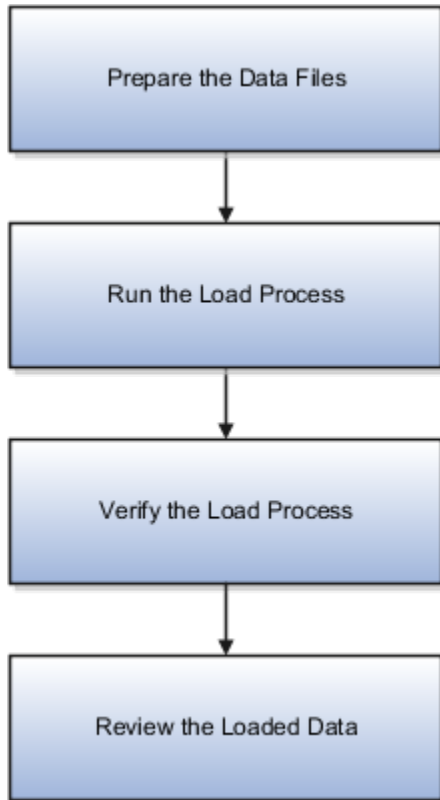 Prepare the Data Files
Run the Load Process
Verify the Load Process
Review the Loaded Data